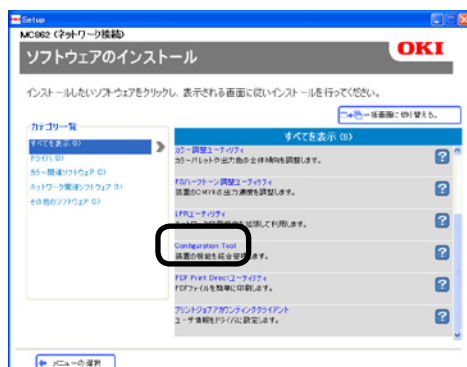 Setup
MC862 (ネットワーク接続)
OKI
ソフトウェアのインストール
インストールしたいソフトウェアをクリックし、表示される画面に従いインストールを行ってください。
一括画面に切り替える。
カテゴリ一覧
すべてを表示 (9)
すべてを表示 (9)
ドライバ
カラー関連ソフトウェア
ネットワーク関連ソフトウェア
その他のソフトウェア
カラー調整ユーティリティ
カラーパレットや出力色の全体傾向を調整します。
PSハーフトーン調整ユーティリティ
装置のCMYKの出力濃度を調整します。
LPRユーティリティ
利用します。
Configuration Tool
装置の機能を統合管理します。
PDF Print Directユーティリティ
PDFファイルを簡単に印刷します。
プリントジョブアカウンティングクライアント
ユーザ情報をドライバに設定します。
メニューの選択